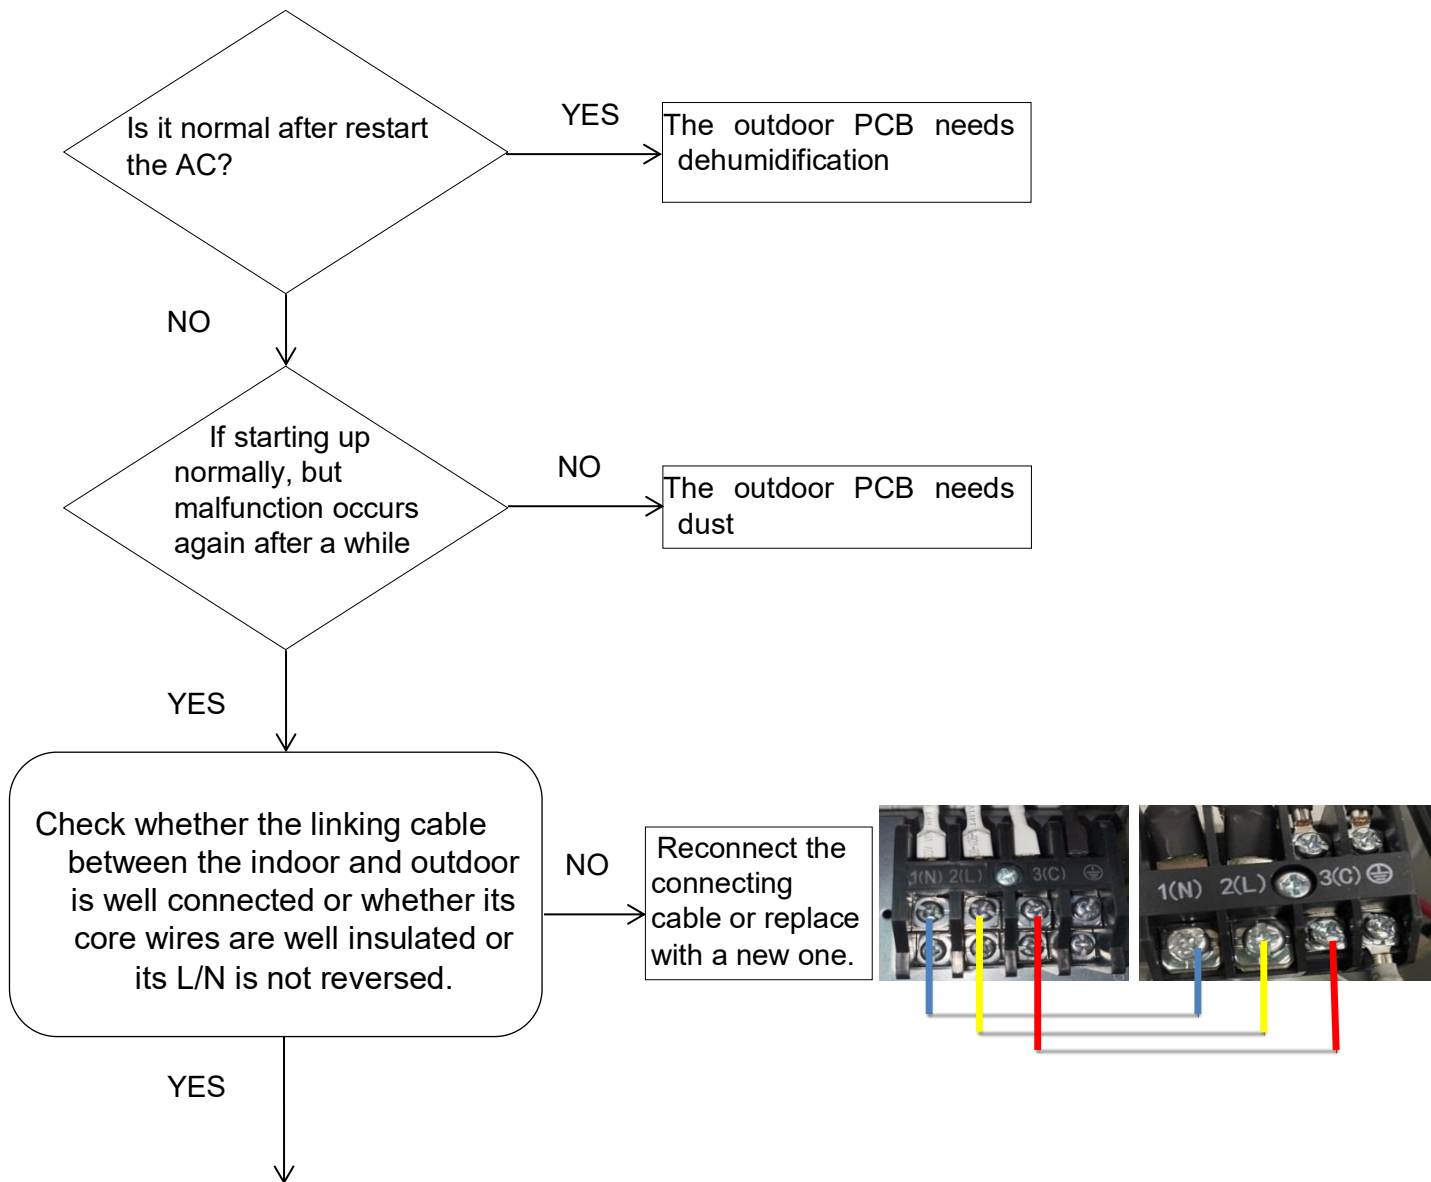 Is it normal after restart
the AC?
YES
The outdoor PCB needs
dehumidification
NO
If starting up
normally, but
malfunction occurs
again after a while
NO
The outdoor PCB needs
dust
YES
Check whether the linking cable
between the indoor and outdoor
is well connected or whether its
core wires are well insulated or
its L/N is not reversed.
NO
Reconnect the
connecting
cable or replace
with a new one.
1(N) 2(L) 3(C)
1(N) 2(L) 3(C)
YES